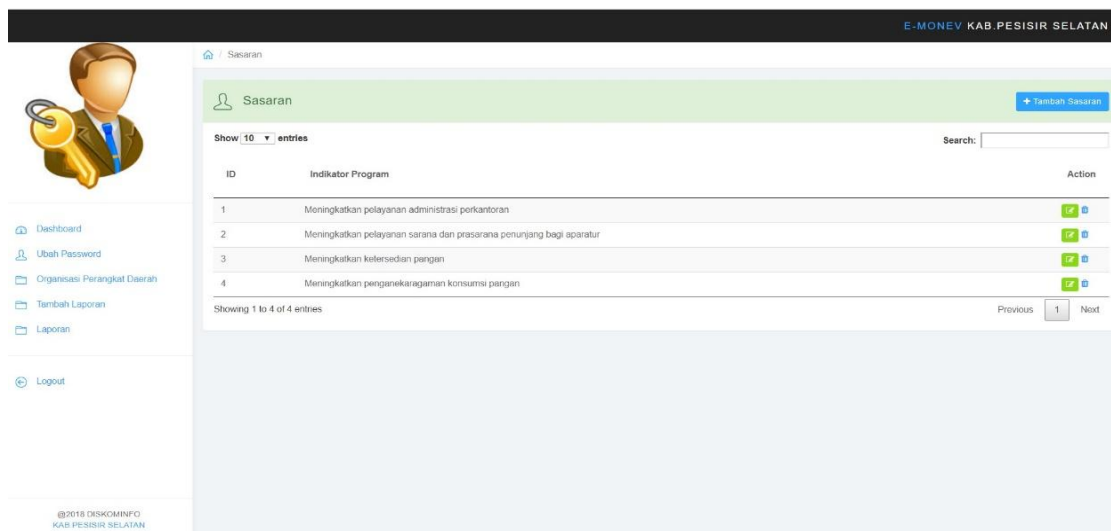 E-MONEV KAB.PESISIR SELATAN
/ Sasaran
Sasaran
+ Tambah Sasaran
Show 10 entries
Search:
ID Indikator Program Action
1 Meningkatkan pelayanan administrasi perkantoran
2 Meningkatkan pelayanan sarana dan prasarana penunjang bagi aparatur
3 Meningkatkan ketersedian pangan
4 Meningkatkan penganekaragaman konsumsi pangan
Showing 1 to 4 of 4 entries
Previous 1 Next
Dashboard
Ubah Password
Organisasi Perangkat Daerah
Tambah Laporan
Laporan
Logout
@2018 DISKOMINFO
KAB PESISIR SELATAN